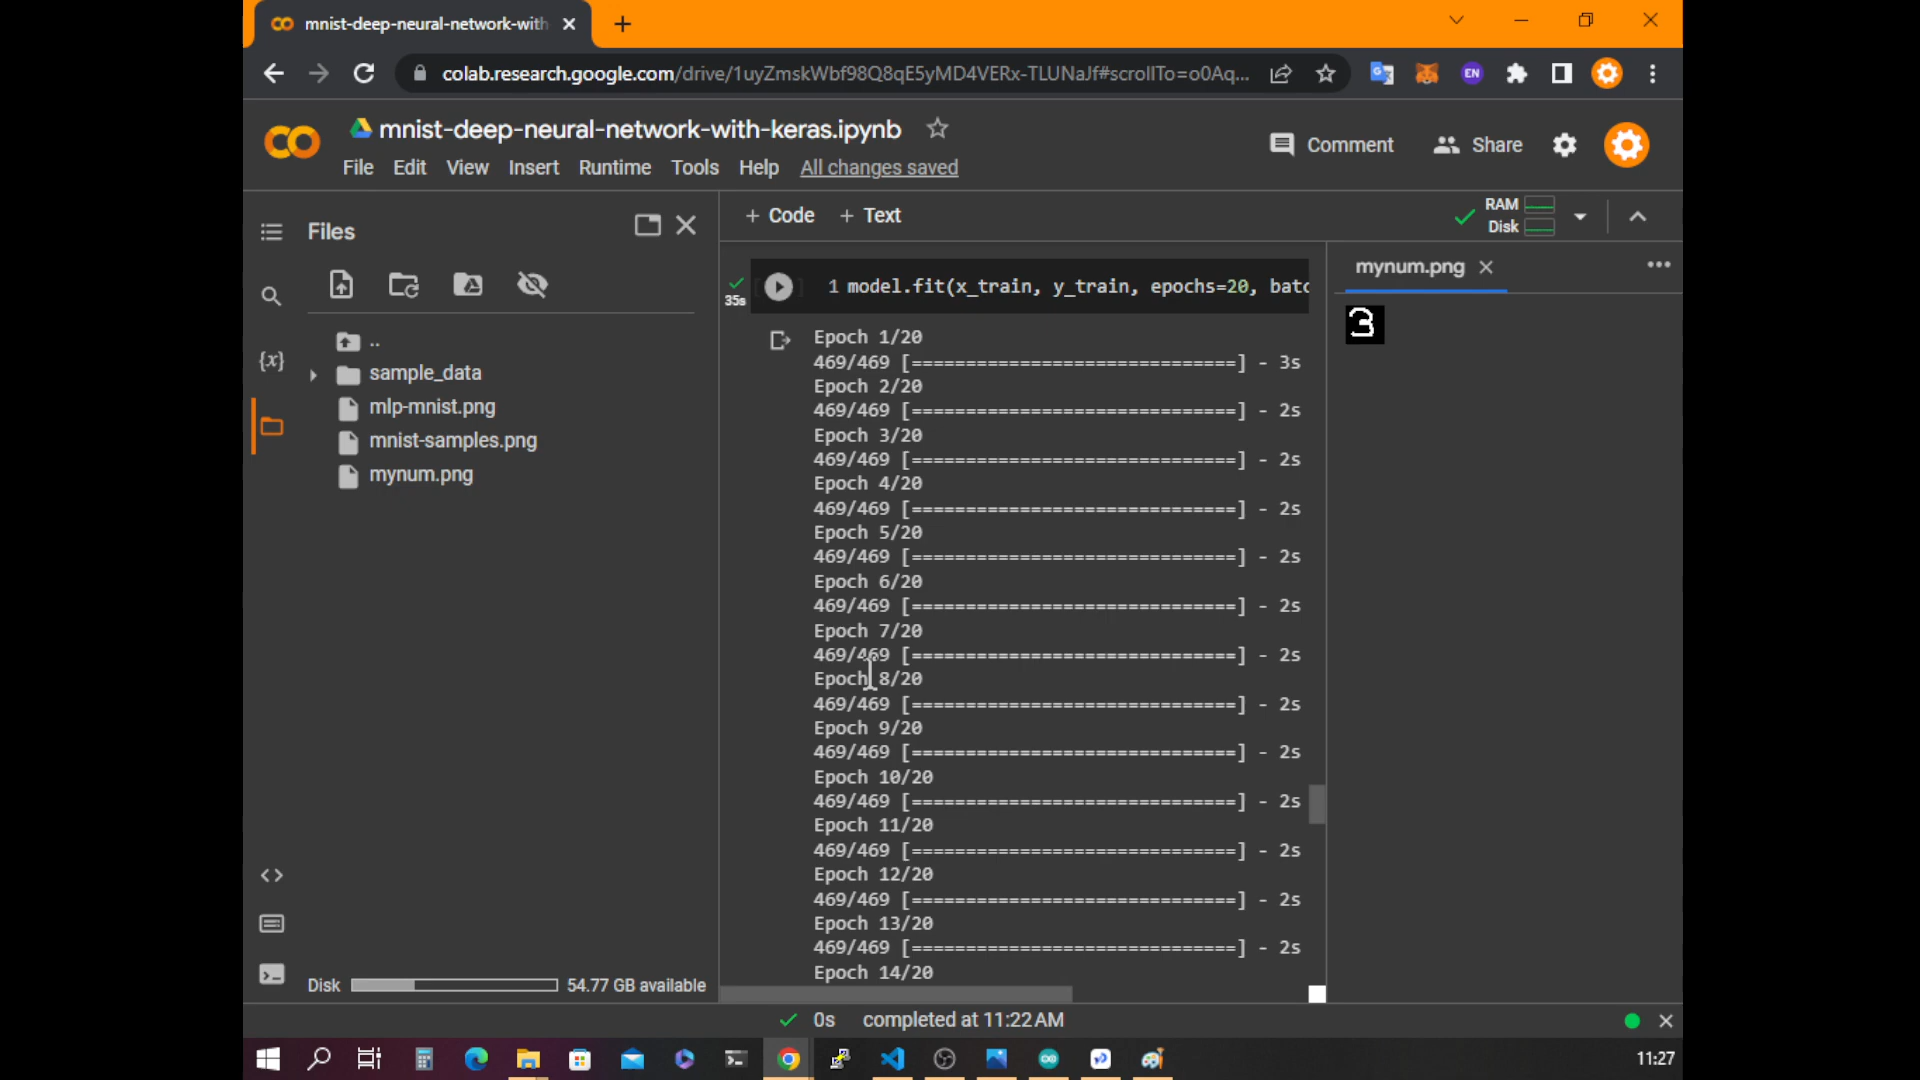 mnist-deep-neural-network-with
colab.research.google.com/drive/1uyZmskWbf98Q8qE5yMD4VERx-TLUNaJf#scrollTo=o0Aq...
EN
mnist-deep-neural-network-with-keras.ipynb
Comment
Share
File Edit View Insert Runtime Tools Help All changes saved
Files
+ Code + Text
RAM
Disk
mynum.png
35s
1 model.fit(x_train, y_train, epochs=20, batc
3
..
sample_data
mlp-mnist.png
mnist-samples.png
mynum.png
Epoch 1/20
469/469 [==============================] - 3s
Epoch 2/20
469/469 [==============================] - 2s
Epoch 3/20
469/469 [==============================] - 2s
Epoch 4/20
469/469 [==============================] - 2s
Epoch 5/20
469/469 [==============================] - 2s
Epoch 6/20
469/469 [==============================] - 2s
Epoch 7/20
469/469 [==============================] - 2s
Epoch 8/20
469/469 [==============================] - 2s
Epoch 9/20
469/469 [==============================] - 2s
Epoch 10/20
469/469 [==============================] - 2s
Epoch 11/20
469/469 [==============================] - 2s
Epoch 12/20
469/469 [==============================] - 2s
Epoch 13/20
469/469 [==============================] - 2s
Epoch 14/20
Disk 54.77 GB available
0s completed at 11:22 AM
11:27